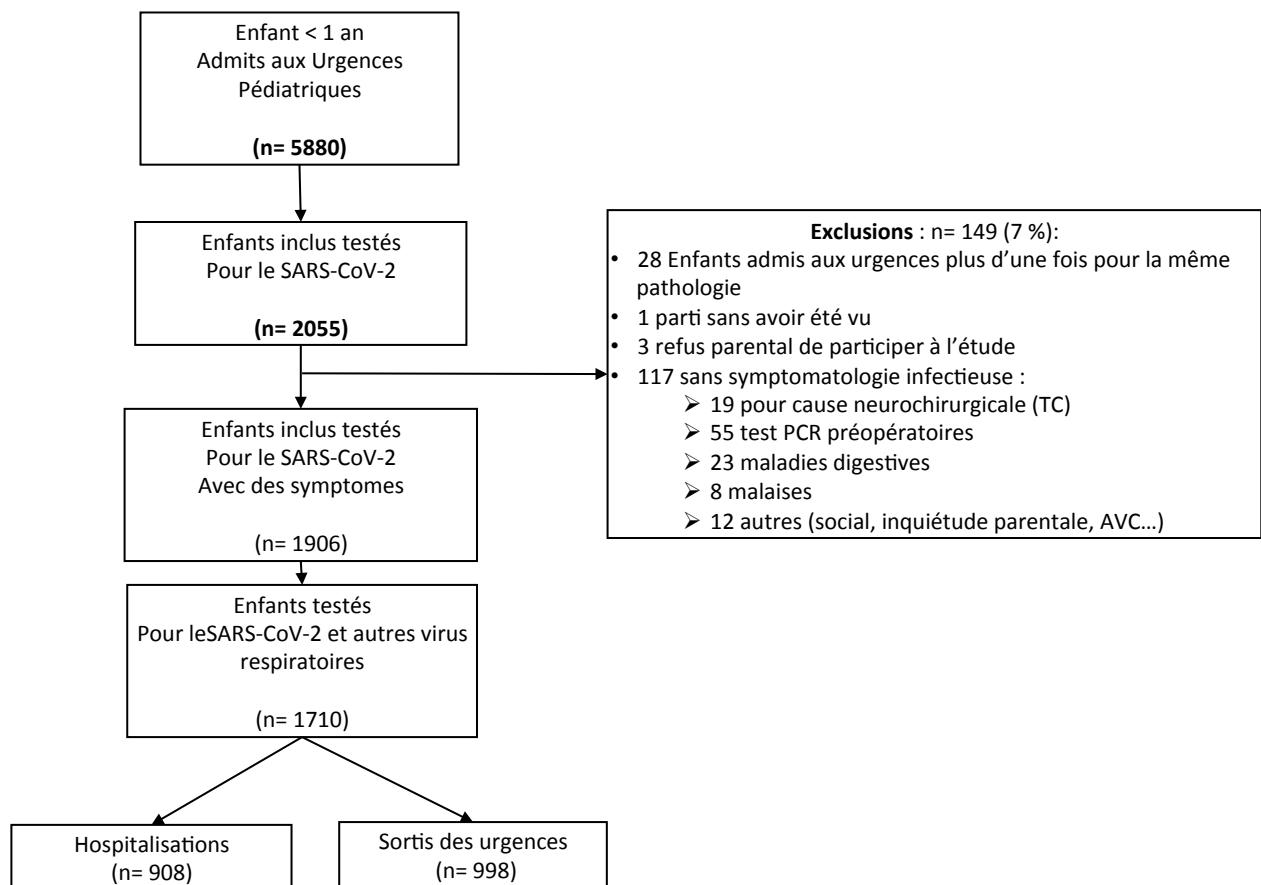 Enfant < 1 an
Admits aux Urgences
Pédiatriques
(n= 5880)
Enfants inclus testés
Pour le SARS-CoV-2
(n= 2055)
Exclusions : n= 149 (7 %):
• 28 Enfants admis aux urgences plus d’une fois pour la même
pathologie
• 1 parti sans avoir été vu
• 3 refus parental de participer à l’étude
• 117 sans symptomatologie infectieuse :
➢ 19 pour cause neurochirurgicale (TC)
➢ 55 test PCR préopératoires
➢ 23 maladies digestives
➢ 8 malaises
➢ 12 autres (social, inquiétude parentale, AVC…)
Enfants inclus testés
Pour le SARS-CoV-2
Avec des symptomes
(n= 1906)
Enfants testés
Pour leSARS-CoV-2 et autres virus
respiratoires
(n= 1710)
Hospitalisations
(n= 908)
Sortis des urgences
(n= 998)